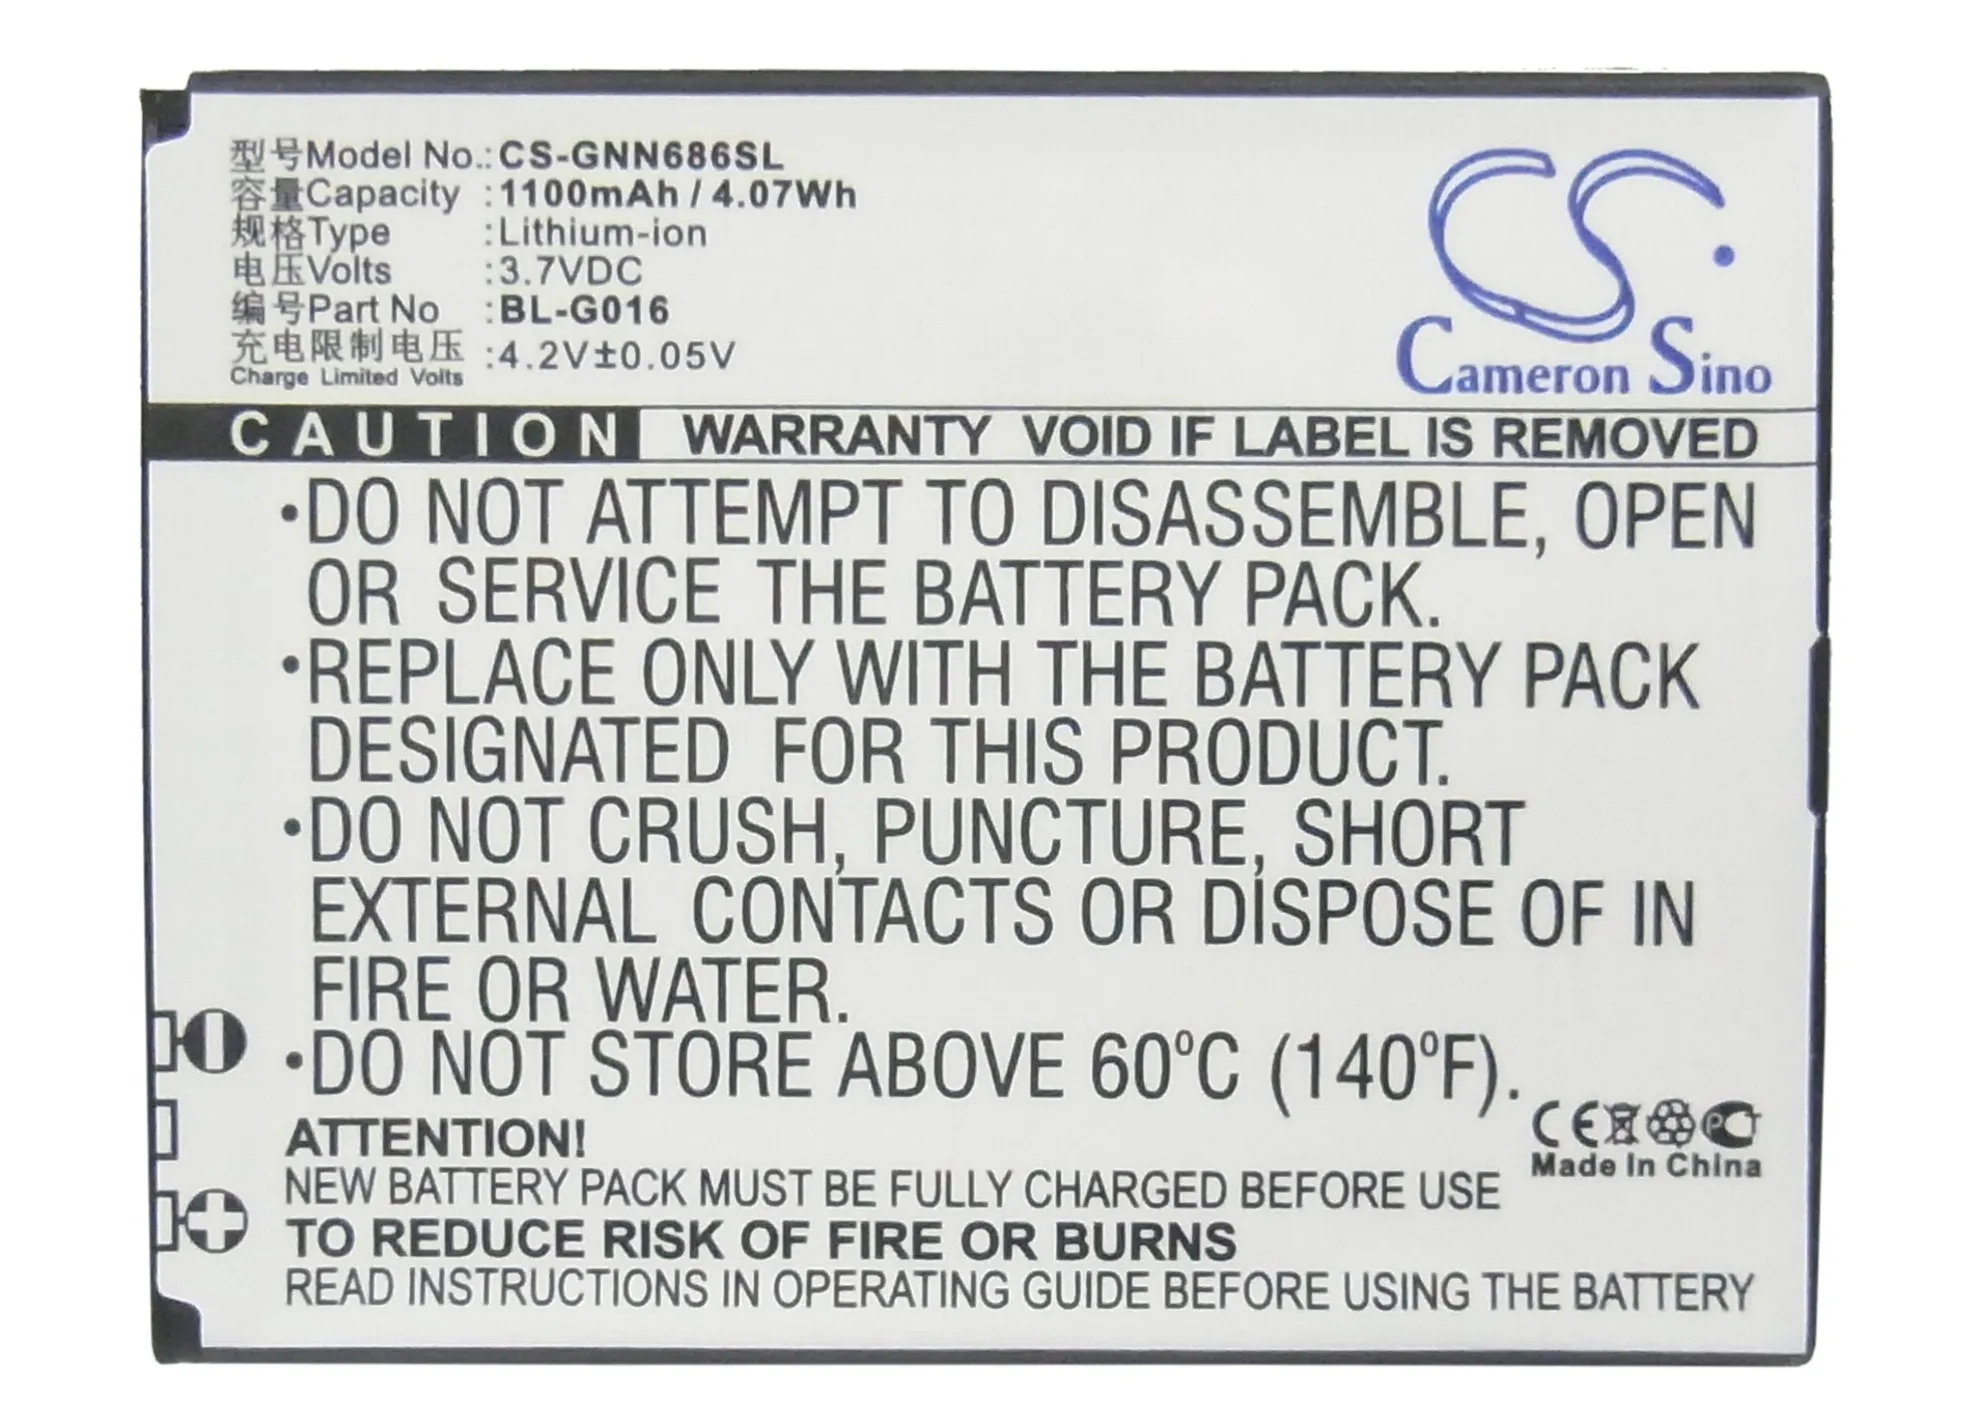 型号Model No.: CS-GNN686SL
容量Capacity : 1100mAh / 4.07Wh
规格Type : Lithium-ion
电压Volts : 3.7VDC
编号Part No : BL-G016
充电限制电压 : 4.2V±0.05V
Charge Limited Volts
CS
Cameron Sino
CAUTION WARRANTY VOID IF LABEL IS REMOVED
•DO NOT ATTEMPT TO DISASSEMBLE, OPEN
OR SERVICE THE BATTERY PACK.
•REPLACE ONLY WITH THE BATTERY PACK
DESIGNATED FOR THIS PRODUCT.
•DO NOT CRUSH, PUNCTURE, SHORT
EXTERNAL CONTACTS OR DISPOSE OF IN
FIRE OR WATER.
•DO NOT STORE ABOVE 60ºC (140ºF).
CE PCT
Made In China
ATTENTION!
NEW BATTERY PACK MUST BE FULLY CHARGED BEFORE USE
TO REDUCE RISK OF FIRE OR BURNS
READ INSTRUCTIONS IN OPERATING GUIDE BEFORE USING THE BATTERY